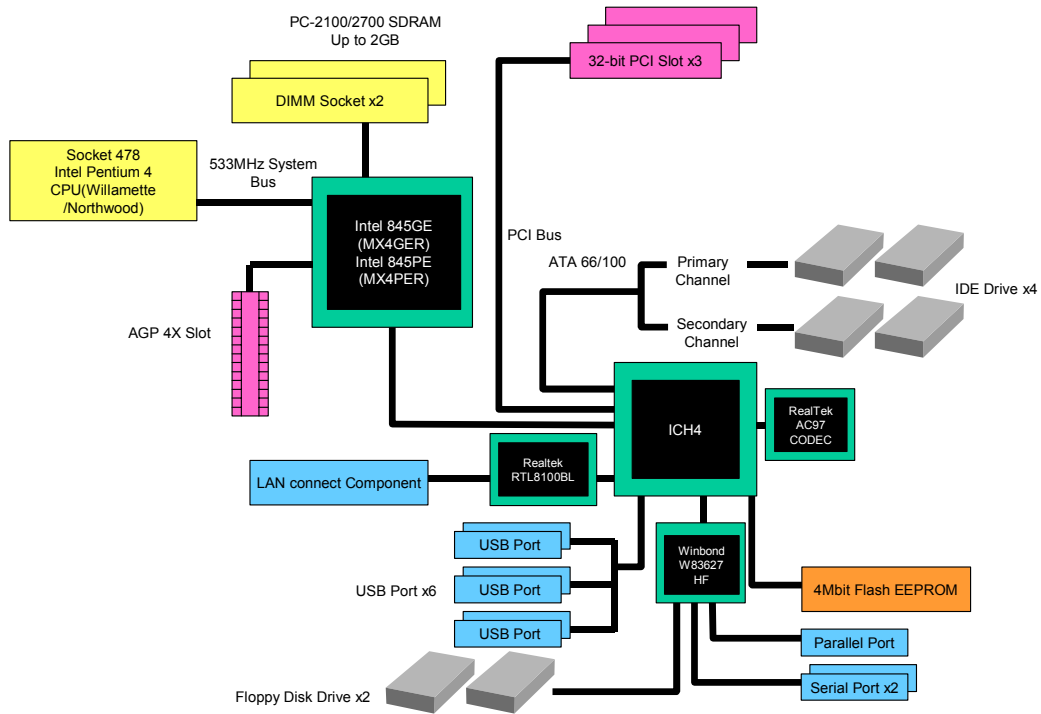 PC-2100/2700 SDRAM
Up to 2GB
DIMM Socket x2
32-bit PCI Slot x3
Socket 478
Intel Pentium 4
CPU(Willamette
/Northwood)
533MHz System
Bus
Intel 845GE
(MX4GER)
Intel 845PE
(MX4PER)
AGP 4X Slot
PCI Bus
ATA 66/100
Primary
Channel
Secondary
Channel
IDE Drive x4
ICH4
RealTek
AC97
CODEC
Realtek
RTL8100BL
LAN connect Component
USB Port
USB Port
USB Port
USB Port x6
Winbond
W83627
HF
4Mbit Flash EEPROM
Parallel Port
Serial Port x2
Floppy Disk Drive x2